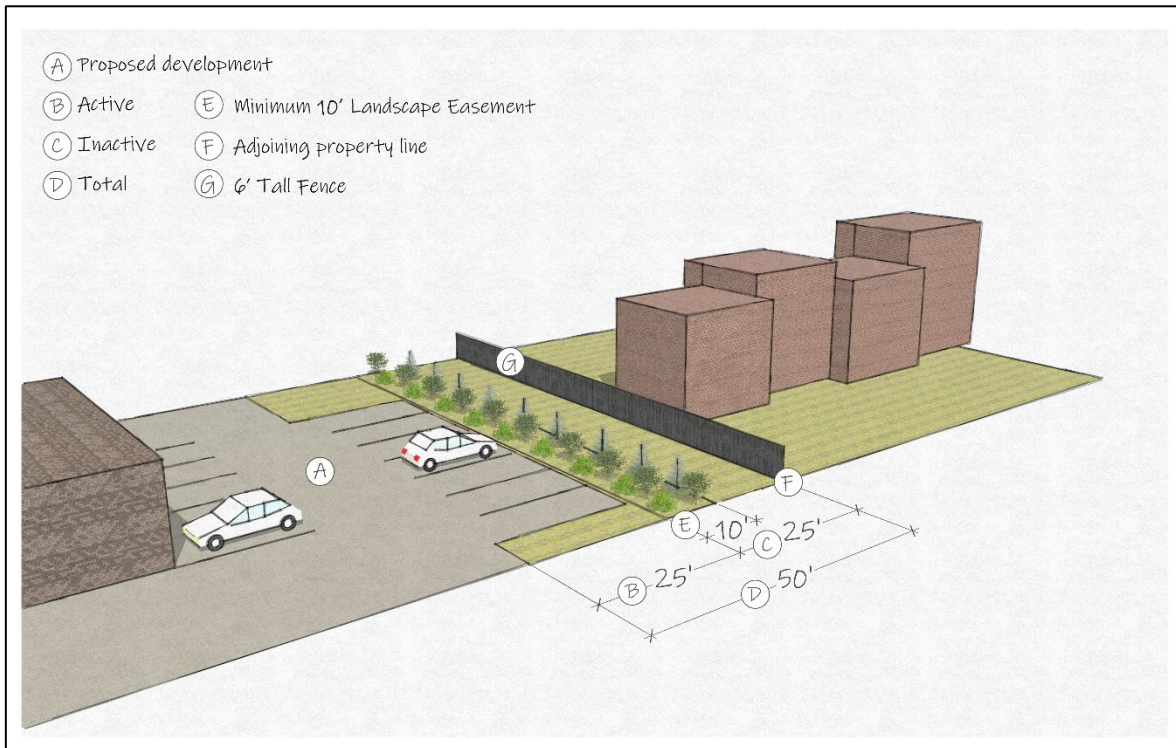 A Proposed development
B Active
E Minimum 10' Landscape Easement
C Inactive
F Adjoining property line
D Total
G 6' Tall Fence
G
A
F
E 10'
C 25'
B 25'
D 50'